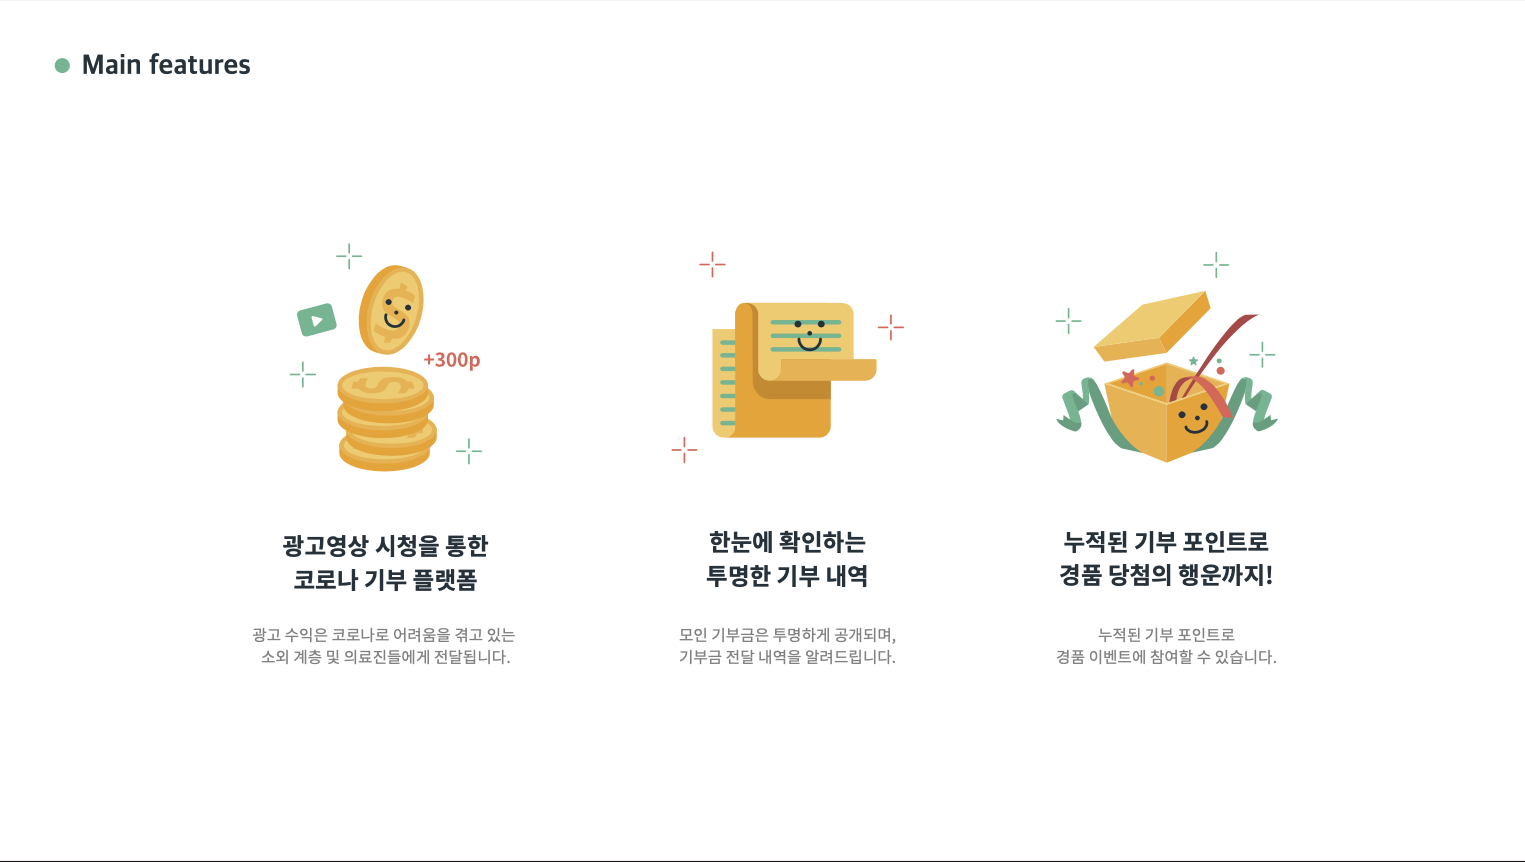 Main features
+300p
광고영상 시청을 통한
코로나 기부 플랫폼
광고 수익은 코로나로 어려움을 겪고 있는
소외 계층 및 의료진들에게 전달됩니다.
한눈에 확인하는
투명한 기부 내역
모인 기부금은 투명하게 공개되며,
기부금 전달 내역을 알려드립니다.
누적된 기부 포인트로
경품 당첨의 행운까지!
누적된 기부 포인트로
경품 이벤트에 참여할 수 있습니다.